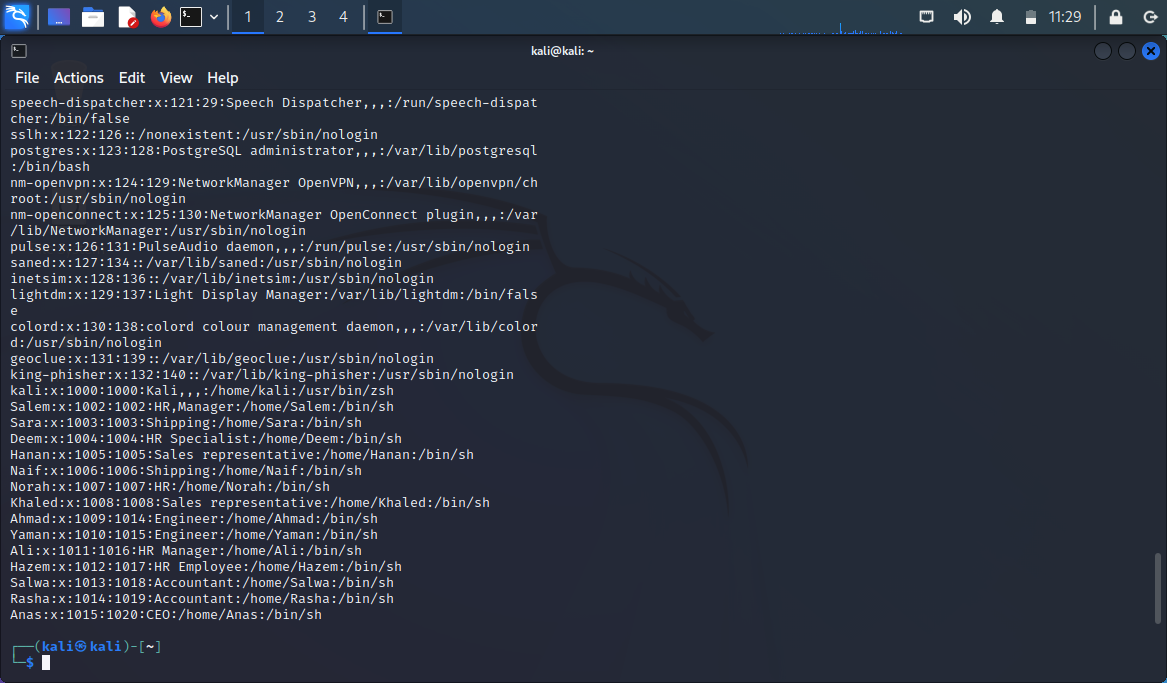 1 2 3 4 11:29
kali@kali: ~
File Actions Edit View Help
speech-dispatcher:x:121:29:Speech Dispatcher,,,:/run/speech-dispat
cher:/bin/false
sslh:x:122:126::/nonexistent:/usr/sbin/nologin
postgres:x:123:128:PostgreSQL administrator,,,:/var/lib/postgresql
:/bin/bash
nm-openvpn:x:124:129:NetworkManager OpenVPN,,,:/var/lib/openvpn/ch
root:/usr/sbin/nologin
nm-openconnect:x:125:130:NetworkManager OpenConnect plugin,,,:/var
/lib/NetworkManager:/usr/sbin/nologin
pulse:x:126:131:PulseAudio daemon,,,:/run/pulse:/usr/sbin/nologin
saned:x:127:134::/var/lib/saned:/usr/sbin/nologin
inetsim:x:128:136::/var/lib/inetsim:/usr/sbin/nologin
lightdm:x:129:137:Light Display Manager:/var/lib/lightdm:/bin/fals
e
colord:x:130:138:colord colour management daemon,,,:/var/lib/color
d:/usr/sbin/nologin
geoclue:x:131:139::/var/lib/geoclue:/usr/sbin/nologin
king-phisher:x:132:140::/var/lib/king-phisher:/usr/sbin/nologin
kali:x:1000:1000:Kali,,,:/home/kali:/usr/bin/zsh
Salem:x:1002:1002:HR,Manager:/home/Salem:/bin/sh
Sara:x:1003:1003:Shipping:/home/Sara:/bin/sh
Deem:x:1004:1004:HR Specialist:/home/Deem:/bin/sh
Hanan:x:1005:1005:Sales representative:/home/Hanan:/bin/sh
Naif:x:1006:1006:Shipping:/home/Naif:/bin/sh
Norah:x:1007:1007:HR:/home/Norah:/bin/sh
Khaled:x:1008:1008:Sales representative:/home/Khaled:/bin/sh
Ahmad:x:1009:1014:Engineer:/home/Ahmad:/bin/sh
Yaman:x:1010:1015:Engineer:/home/Yaman:/bin/sh
Ali:x:1011:1016:HR Manager:/home/Ali:/bin/sh
Hazem:x:1012:1017:HR Employee:/home/Hazem:/bin/sh
Salwa:x:1013:1018:Accountant:/home/Salwa:/bin/sh
Rasha:x:1014:1019:Accountant:/home/Rasha:/bin/sh
Anas:x:1015:1020:CEO:/home/Anas:/bin/sh
┌──(kali㉿kali)-[~]
└─$